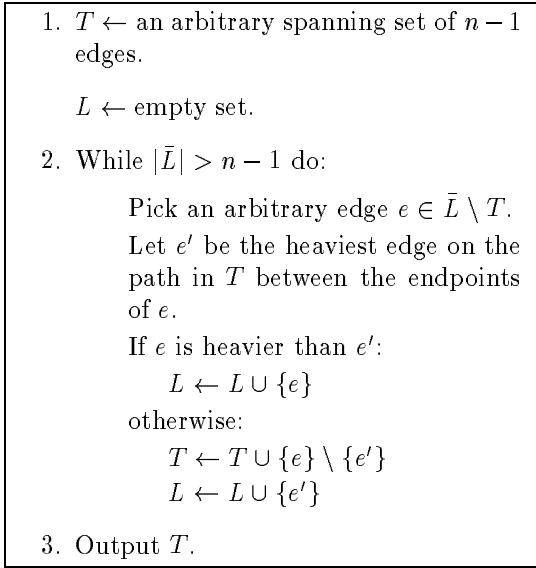 1. T ← an arbitrary spanning set of n − 1
edges.
L ← empty set.
2. While |L̄| > n − 1 do:
Pick an arbitrary edge e ∈ L̄ \ T.
Let e′ be the heaviest edge on the
path in T between the endpoints
of e.
If e is heavier than e′:
L ← L ∪ {e}
otherwise:
T ← T ∪ {e} \ {e′}
L ← L ∪ {e′}
3. Output T.